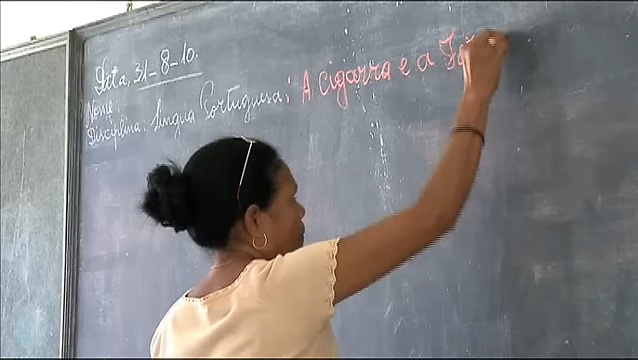 Data, 31-8-10.
Nome:
Disciplina: Língua Portuguesa; A cigarra e a